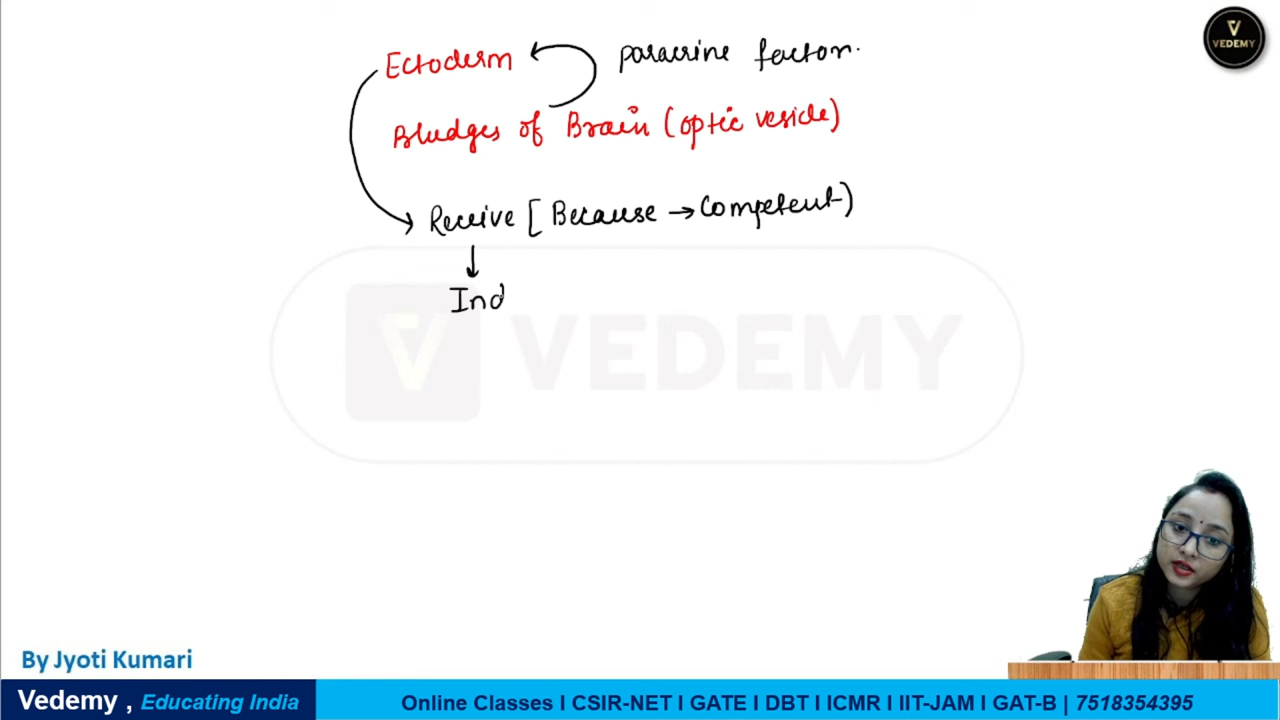 Ectoderm paracrine factor.
Bludges of Brain (optic vesicle)
Receive [Because → Competent)
↓
Ind
VEDEMY
VEDEMY
By Jyoti Kumari
Vedemy , Educating India
Online Classes I CSIR-NET I GATE I DBT I ICMR I IIT-JAM I GAT-B | 7518354395